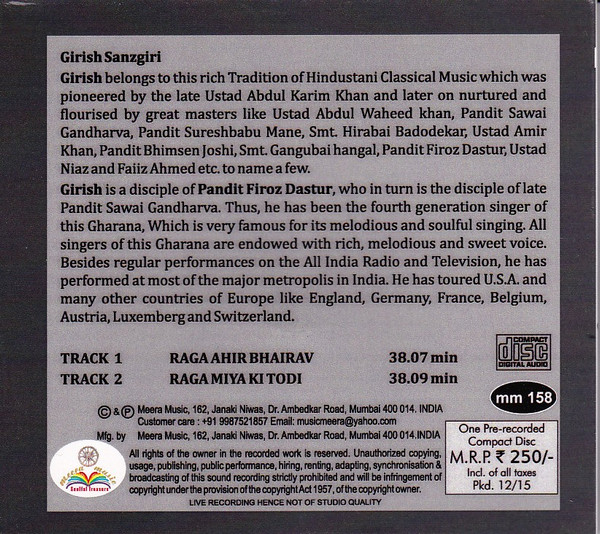 Girish Sanzgiri
Girish belongs to this rich Tradition of Hindustani Classical Music which was
pioneered by the late Ustad Abdul Karim Khan and later on nurtured and
flourised by great masters like Ustad Abdul Waheed khan, Pandit Sawai
Gandharva, Pandit Sureshbabu Mane, Smt. Hirabai Badodekar, Ustad Amir
Khan, Pandit Bhimsen Joshi, Smt. Gangubai hangal, Pandit Firoz Dastur, Ustad
Niaz and Faiiz Ahmed etc. to name a few.
Girish is a disciple of Pandit Firoz Dastur, who in turn is the disciple of late
Pandit Sawai Gandharva. Thus, he has been the fourth generation singer of
this Gharana, Which is very famous for its melodious and soulful singing. All
singers of this Gharana are endowed with rich, melodious and sweet voice.
Besides regular performances on the All India Radio and Television, he has
performed at most of the major metropolis in India. He has toured U.S.A. and
many other countries of Europe like England, Germany, France, Belgium,
Austria, Luxemberg and Switzerland.
TRACK 1 RAGA AHIR BHAIRAV 38.07 min
TRACK 2 RAGA MIYA KI TODI 38.09 min
COMPACT
disc
DIGITAL AUDIO
mm 158
© & ℗ Meera Music, 162, Janaki Niwas, Dr. Ambedkar Road, Mumbai 400 014. INDIA
Customer care : +91 9987521857 Email: musicmeera@yahoo.com
Mfg. by Meera Music, 162, Janaki Niwas, Dr. Ambedkar Road, Mumbai 400 014. INDIA
All rights of the owner in the recorded work is reserved. Unauthorized copying,
usage, publishing, public performance, hiring, renting, adapting, synchronisation &
broadcasting of this sound recording strictly prohibited and will be infringement of
copyright under the provision of the copyright Act 1957, of the copyright owner.
LIVE RECORDING HENCE NOT OF STUDIO QUALITY
meera music
Soulful Treasure
One Pre-recorded
Compact Disc
M.R.P. ₹ 250/-
Incl. of all taxes
Pkd. 12/15